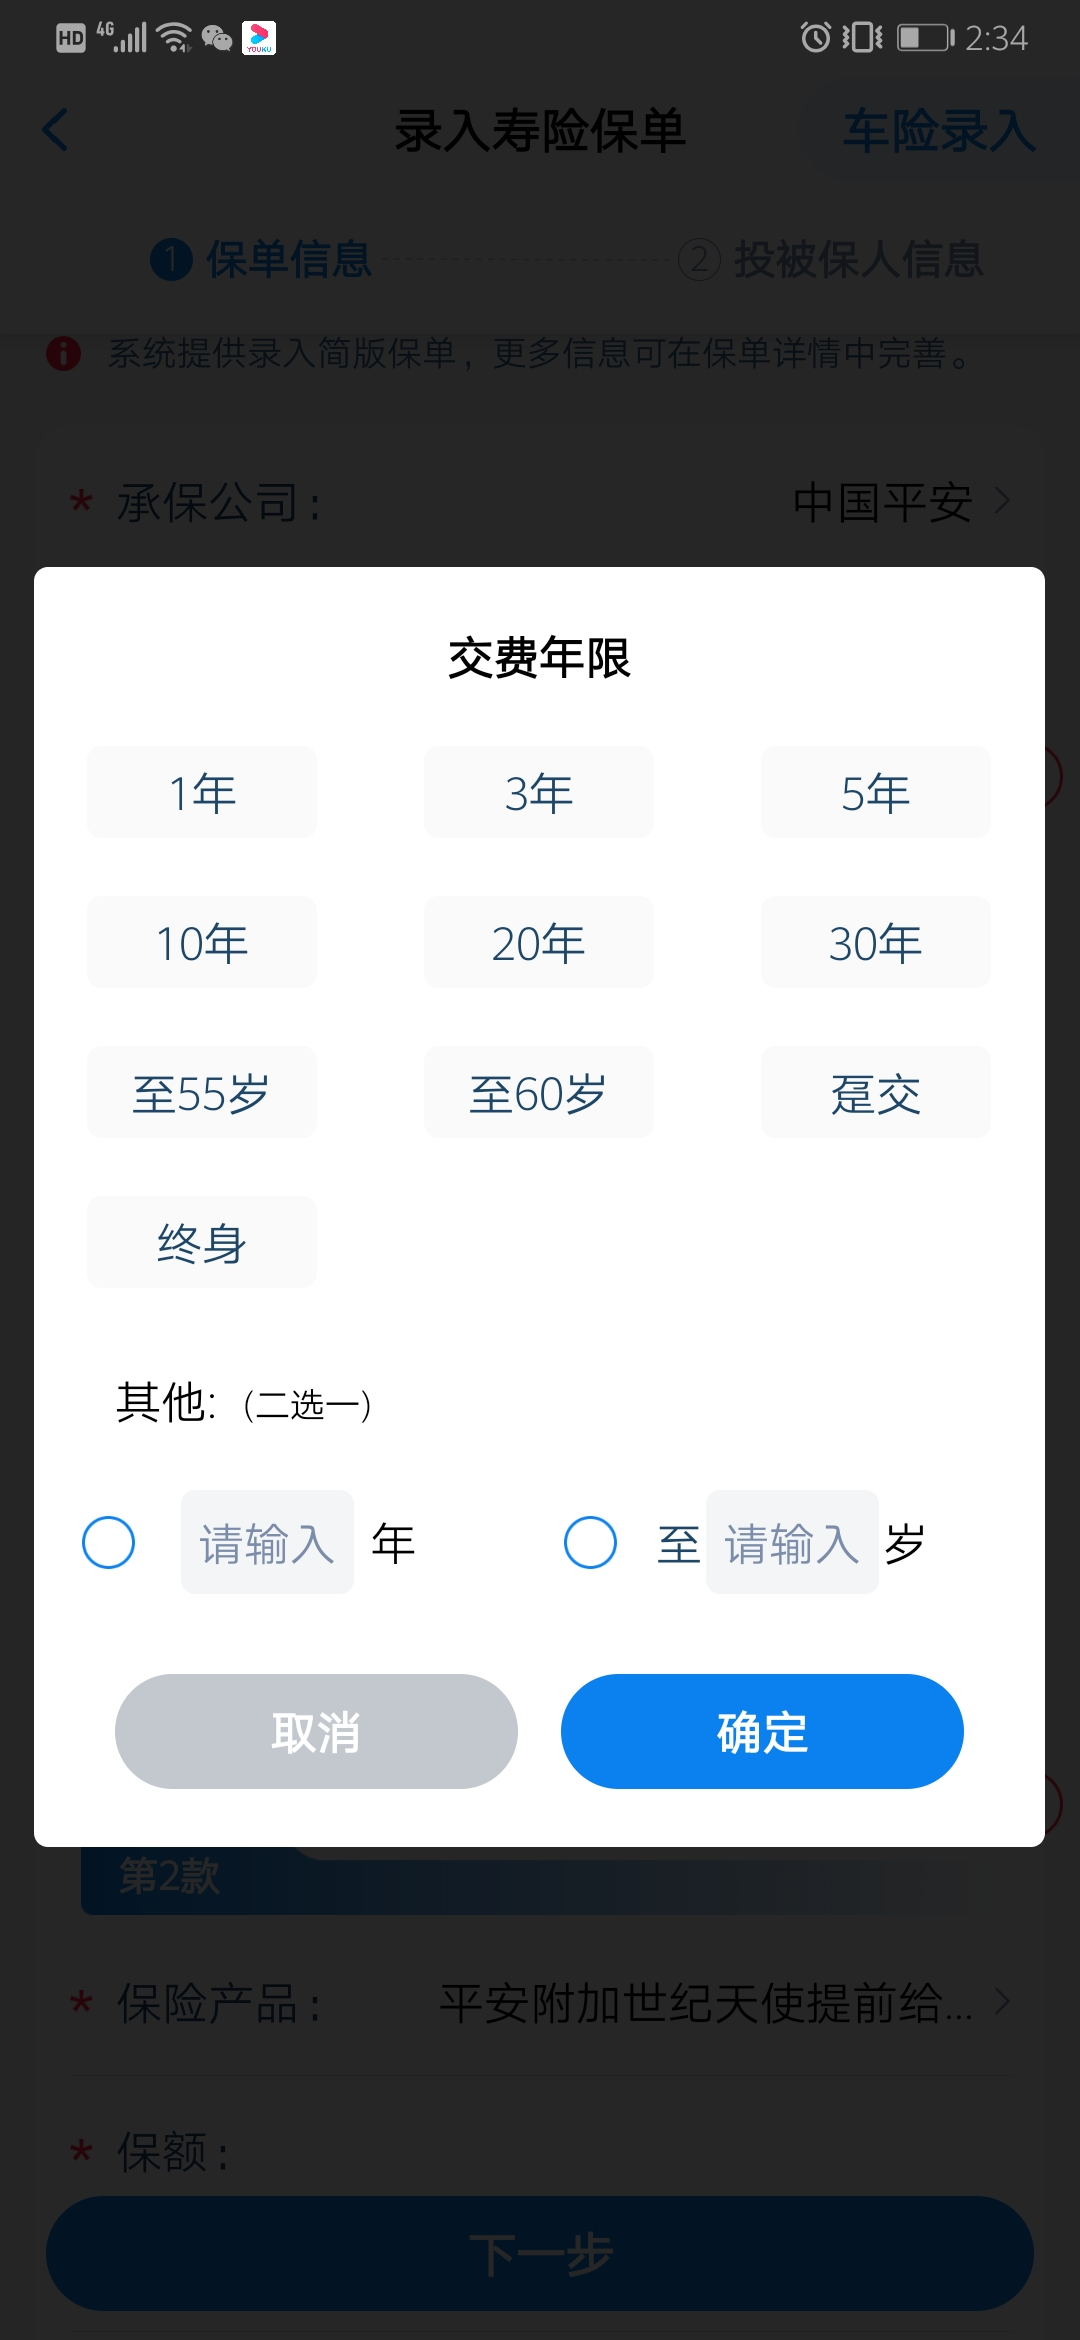 HD 4G YOUKU 2:34
录入寿险保单 车险录入
1 保单信息 2 投被保人信息
系统提供录入简版保单，更多信息可在保单详情中完善。
* 承保公司： 中国平安
交费年限
1年 3年 5年
10年 20年 30年
至55岁 至60岁 趸交
终身
其他: (二选一)
请输入 年 至 请输入 岁
取消 确定
第2款
* 保险产品： 平安附加世纪天使提前给...
* 保额：
下一步